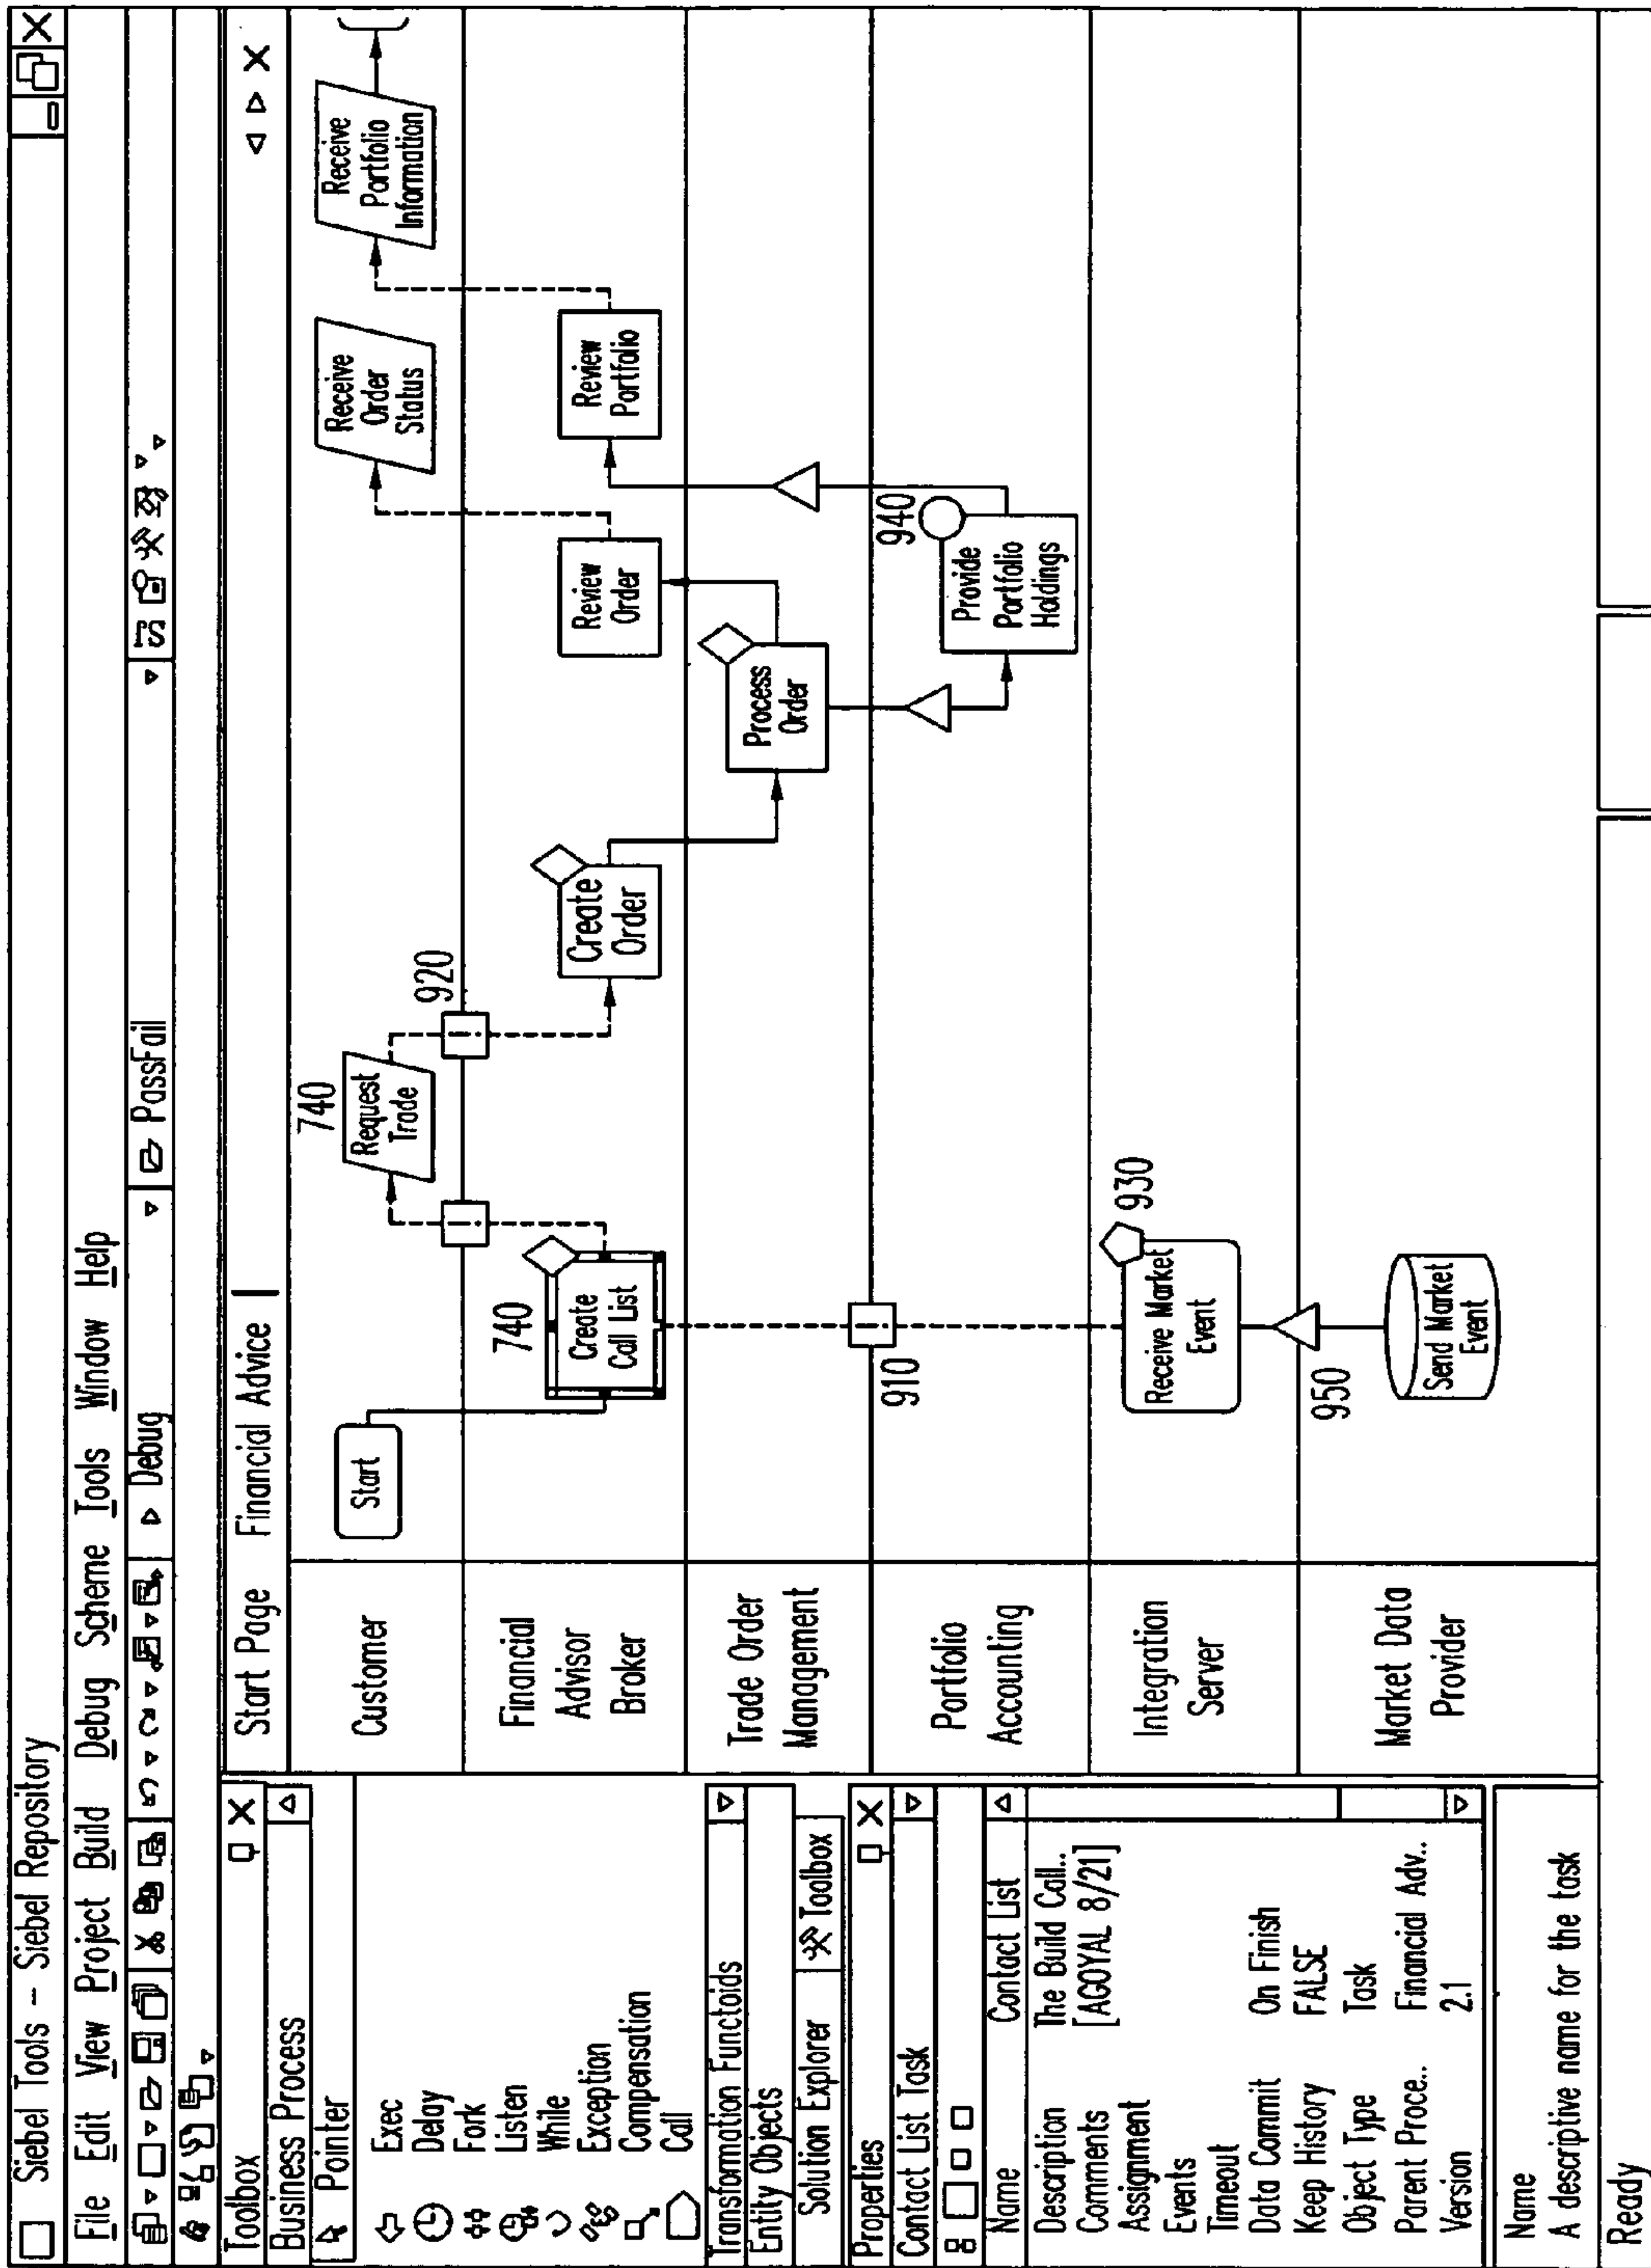 Siebel Tools – Siebel Repository
File Edit View Project Build Debug Scheme Tools Window Help
Debug
PassFail
Toolbox
Business Process
Pointer
Exec
Delay
Fork
Listen
While
Exception
Compensation
Call
Transformation Functoids
Entity Objects
Solution Explorer
Toolbox
Properties
Contact List Task
Name Contact List
Description The Build Call..
Comments [AGOYAL 8/21]
Assignment
Events
Timeout
Data Commit On Finish
Keep History FALSE
Object Type Task
Parent Proce.. Financial Adv..
Version 2.1
Name
A descriptive name for the task
Ready
Start Page Financial Advice
Customer
Start
740
Request
Trade
920
Receive
Order
Status
Receive
Portfolio
Information
Financial
Advisor
Broker
740
Create
Call List
Create
Order
Review
Order
Review
Portfolio
Trade Order
Management
Process
Order
Portfolio
Accounting
910
940
Provide
Portfolio
Holdings
Integration
Server
Receive Market
Event
930
Market Data
Provider
950
Send Market
Event